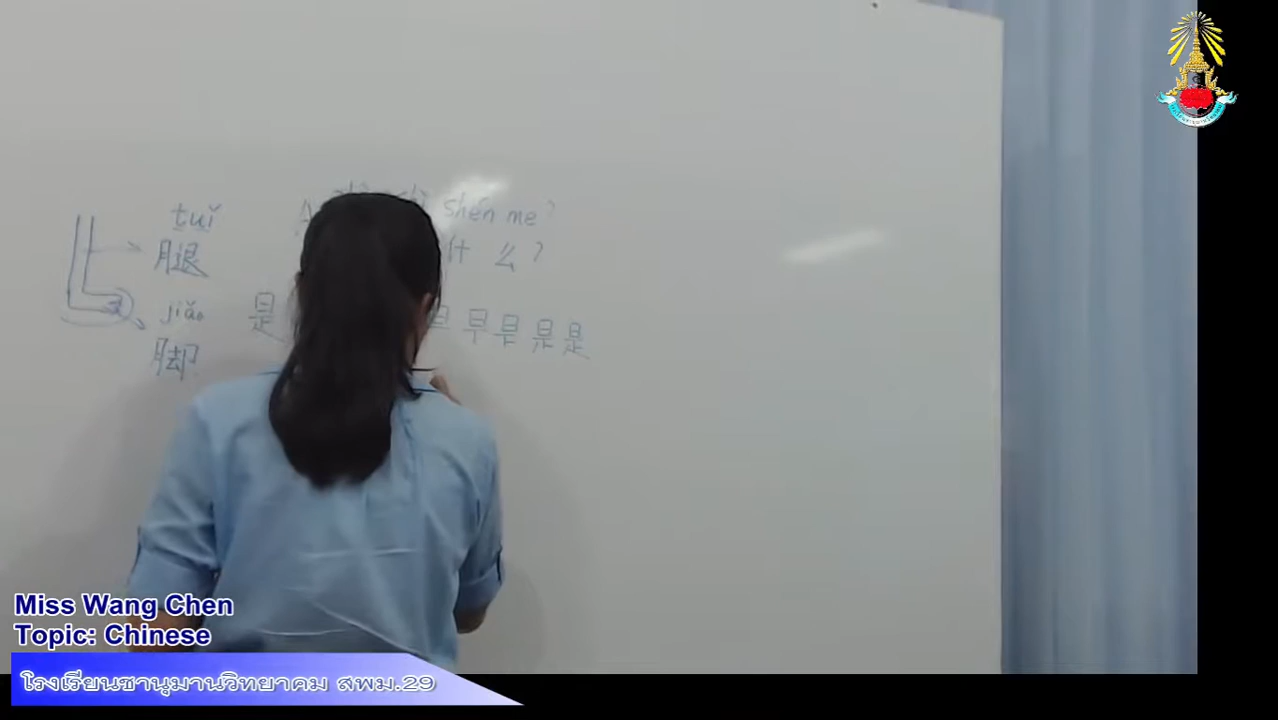 tuǐ
腿
jiǎo
脚
shén me?
什 么?
是
旦 早 昰 昰 是
Miss Wang Chen
Topic: Chinese
โรงเรียนชานุมานวิทยาคม สพม.29